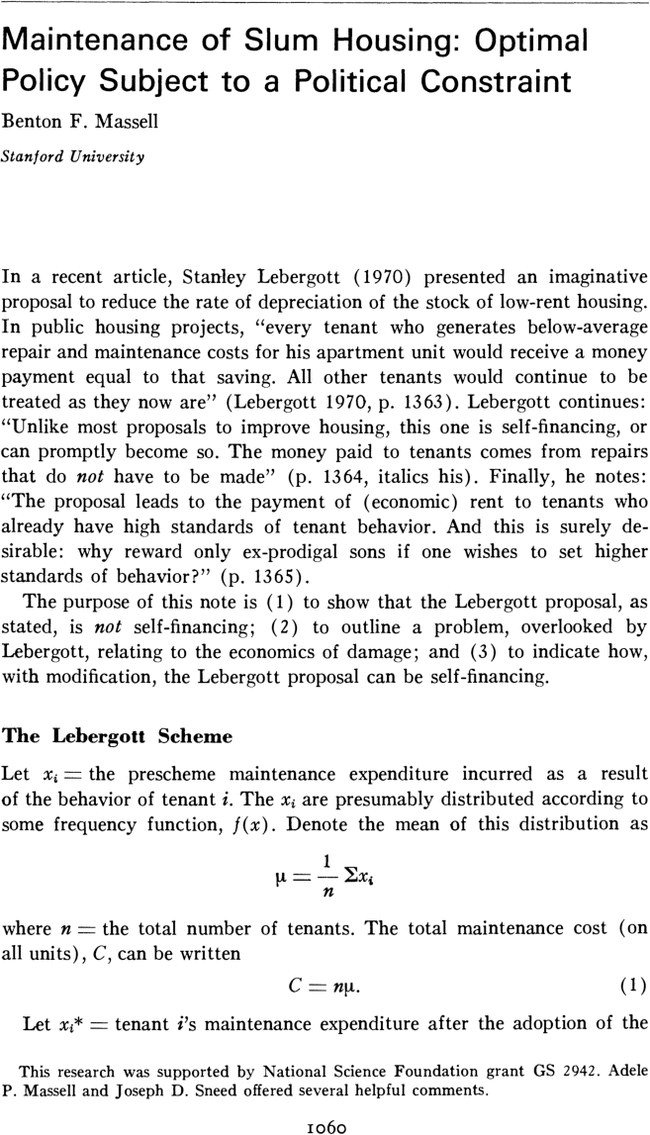 Maintenance of Slum Housing: Optimal
Policy Subject to a Political Constraint
Benton F. Massell
Stanford University
In a recent article, Stanley Lebergott (1970) presented an imaginative
proposal to reduce the rate of depreciation of the stock of low-rent housing.
In public housing projects, “every tenant who generates below-average
repair and maintenance costs for his apartment unit would receive a money
payment equal to that saving. All other tenants would continue to be
treated as they now are” (Lebergott 1970, p. 1363). Lebergott continues:
“Unlike most proposals to improve housing, this one is self-financing, or
can promptly become so. The money paid to tenants comes from repairs
that do not have to be made” (p. 1364, italics his). Finally, he notes:
“The proposal leads to the payment of (economic) rent to tenants who
already have high standards of tenant behavior. And this is surely de-
sirable: why reward only ex-prodigal sons if one wishes to set higher
standards of behavior?” (p. 1365).
The purpose of this note is (1) to show that the Lebergott proposal, as
stated, is not self-financing; (2) to outline a problem, overlooked by
Lebergott, relating to the economics of damage; and (3) to indicate how,
with modification, the Lebergott proposal can be self-financing.
The Lebergott Scheme
Let xᵢ = the prescheme maintenance expenditure incurred as a result
of the behavior of tenant i. The xᵢ are presumably distributed according to
some frequency function, f(x). Denote the mean of this distribution as
μ = 1/n Σxᵢ
where n = the total number of tenants. The total maintenance cost (on
all units), C, can be written
C = nμ. (1)
Let xᵢ* = tenant i’s maintenance expenditure after the adoption of the
This research was supported by National Science Foundation grant GS 2942. Adele
P. Massell and Joseph D. Sneed offered several helpful comments.
1060